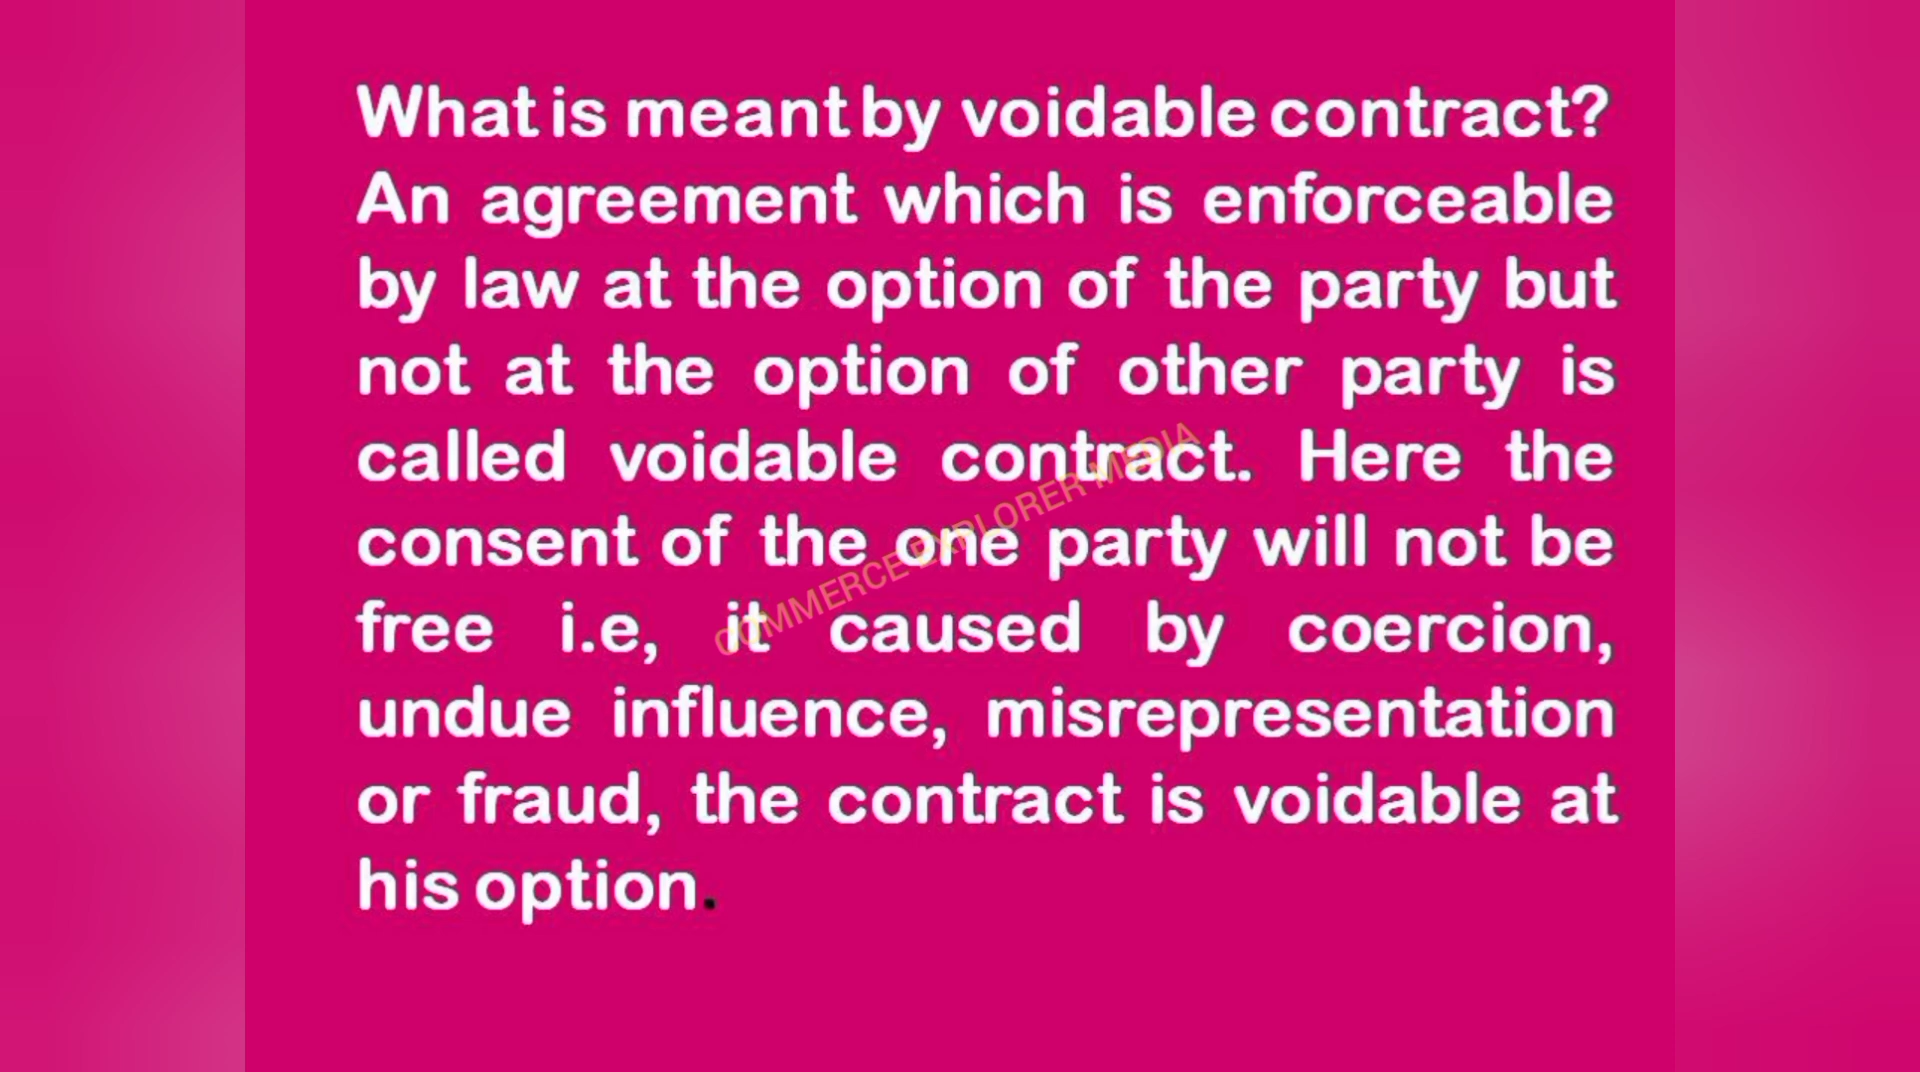 What is meant by voidable contract?
An agreement which is enforceable
by law at the option of the party but
not at the option of other party is
called voidable contract. Here the
consent of the one party will not be
free i.e, it caused by coercion,
undue influence, misrepresentation
or fraud, the contract is voidable at
his option.
COMMERCE EXPLORER MEDIA